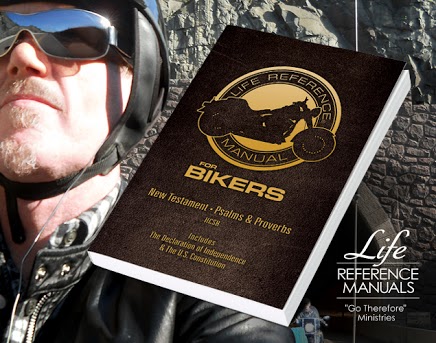 LIFE REFERENCE
MANUAL
FOR
BIKERS
New Testament • Psalms & Proverbs
HCSB
Includes
The Declaration of Independence
& The U.S. Constitution
Life
REFERENCE
MANUALS
"Go Therefore"
Ministries